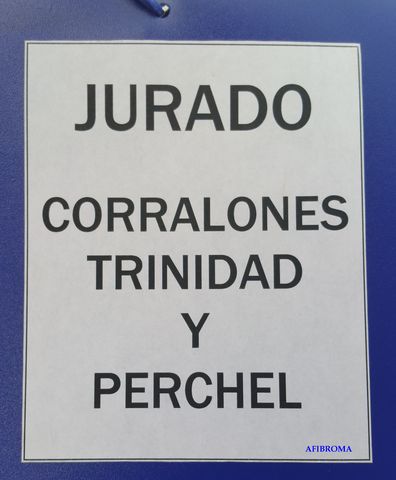 JURADO
CORRALONES
TRINIDAD
Y
PERCHEL
AFIBROMA